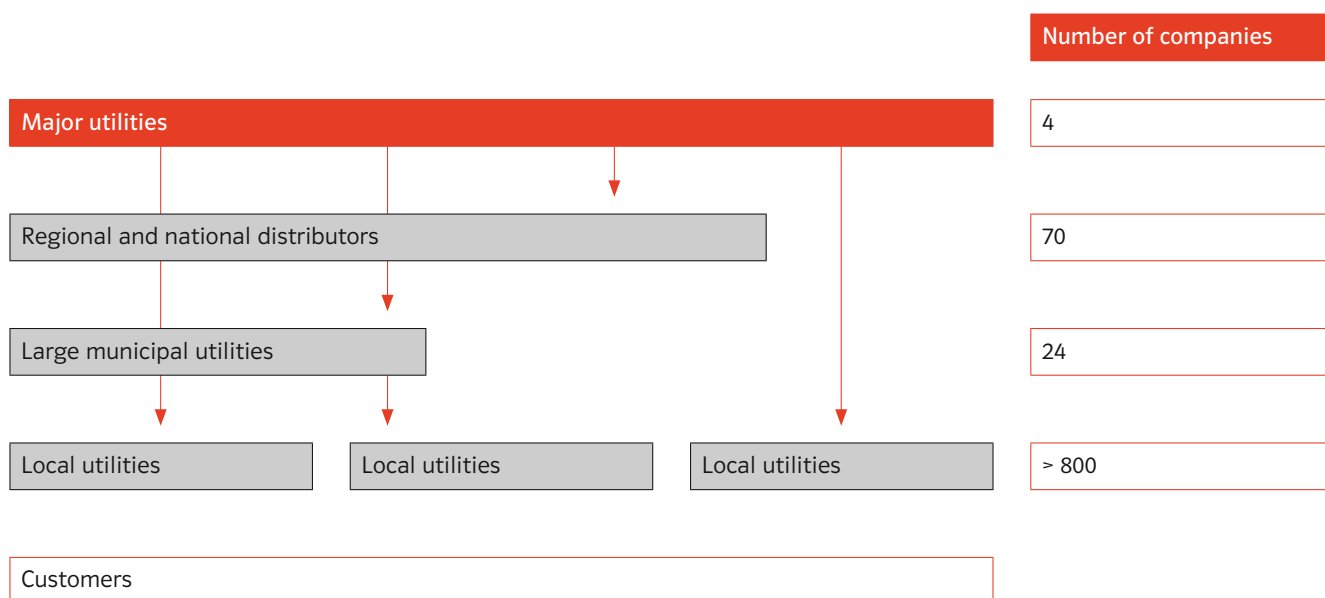 Number of companies
Major utilities
4
Regional and national distributors
70
Large municipal utilities
24
Local utilities
Local utilities
Local utilities
> 800
Customers